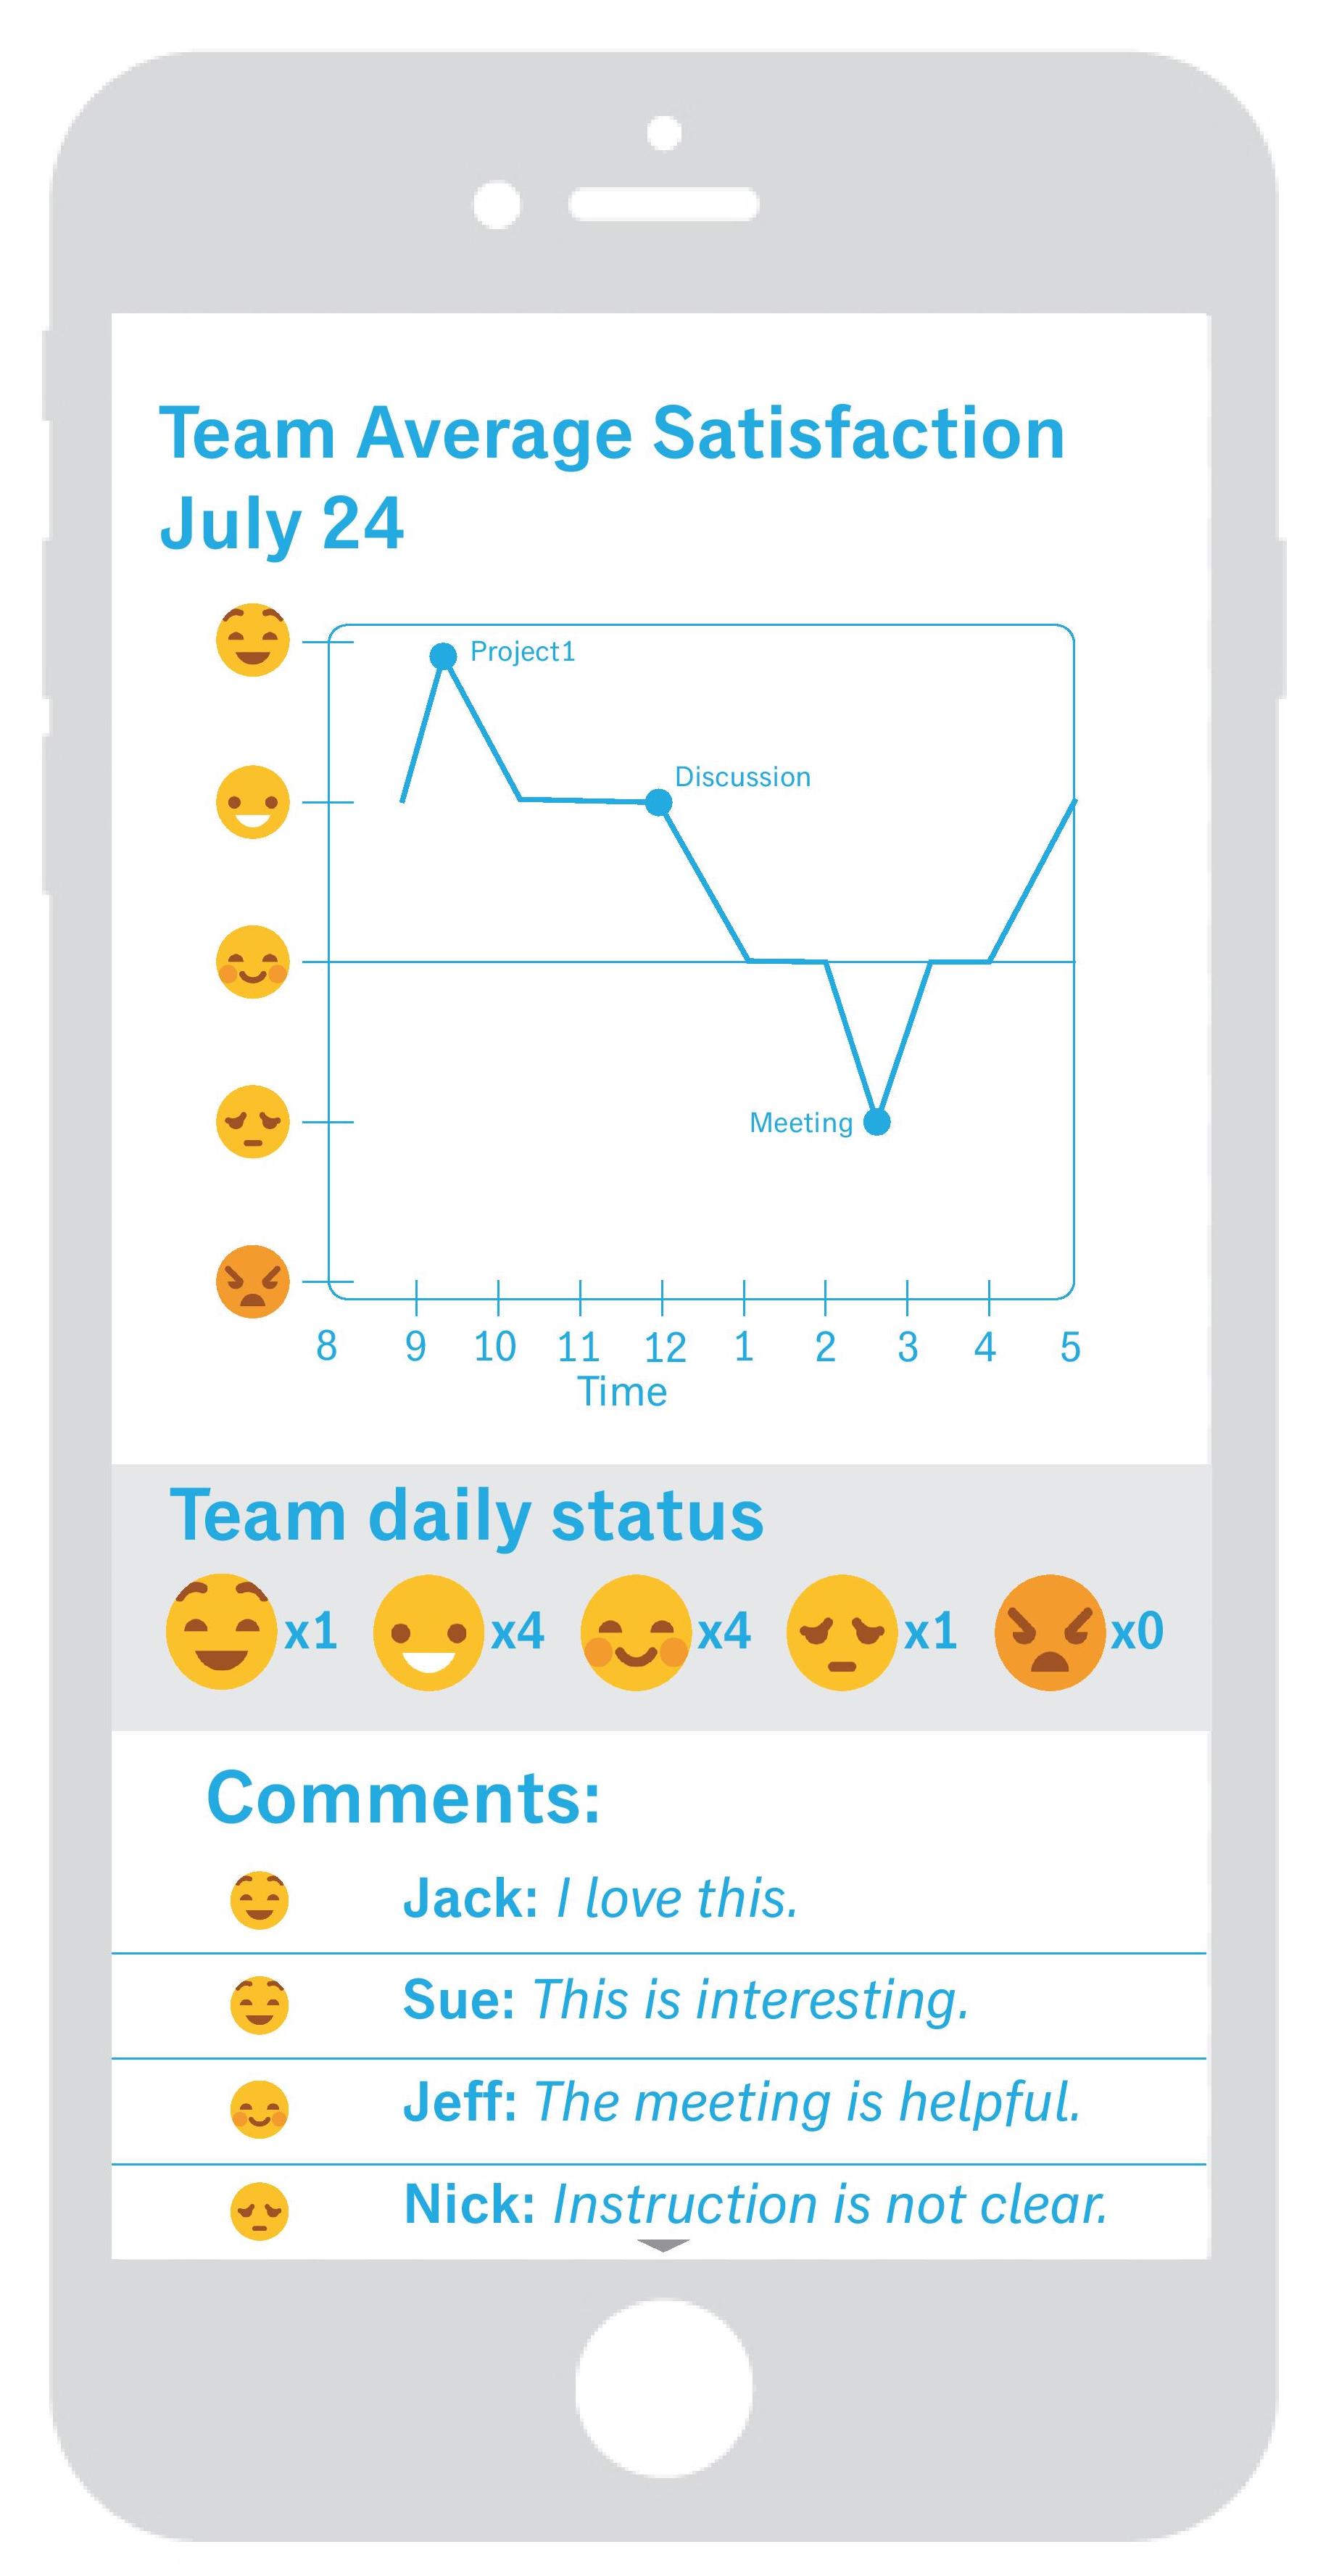 Team Average Satisfaction
July 24
Project1
Discussion
Meeting
8 9 10 11 12 1 2 3 4 5
Time
Team daily status
x1 x4 x4 x1 x0
Comments:
Jack: I love this.
Sue: This is interesting.
Jeff: The meeting is helpful.
Nick: Instruction is not clear.